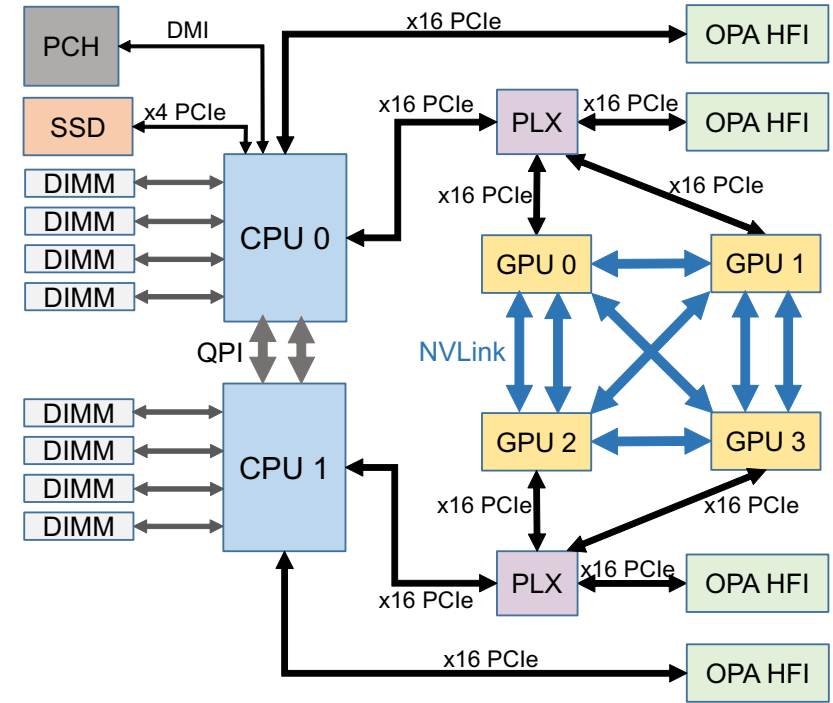 PCH
DMI
x16 PCIe
OPA HFI
SSD
x4 PCIe
x16 PCIe
PLX
x16 PCIe
OPA HFI
DIMM
DIMM
DIMM
DIMM
CPU 0
x16 PCIe
x16 PCIe
GPU 0
GPU 1
QPI
NVLink
DIMM
DIMM
DIMM
DIMM
CPU 1
GPU 2
GPU 3
x16 PCIe
x16 PCIe
x16 PCIe
PLX
x16 PCIe
OPA HFI
x16 PCIe
OPA HFI